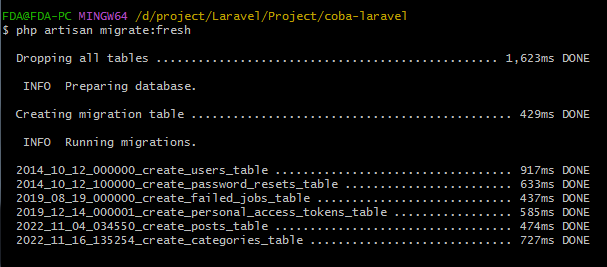 FDA@FDA-PC MINGW64 /d/project/Laravel/Project/coba-laravel
$ php artisan migrate:fresh
Dropping all tables ................................................. 1,623ms DONE
INFO  Preparing database.
Creating migration table .............................................. 429ms DONE
INFO  Running migrations.
2014_10_12_000000_create_users_table .................................. 917ms DONE
2014_10_12_100000_create_password_resets_table ........................ 633ms DONE
2019_08_19_000000_create_failed_jobs_table ............................ 437ms DONE
2019_12_14_000001_create_personal_access_tokens_table ................. 585ms DONE
2022_11_04_034550_create_posts_table .................................. 474ms DONE
2022_11_16_135254_create_categories_table ............................. 727ms DONE